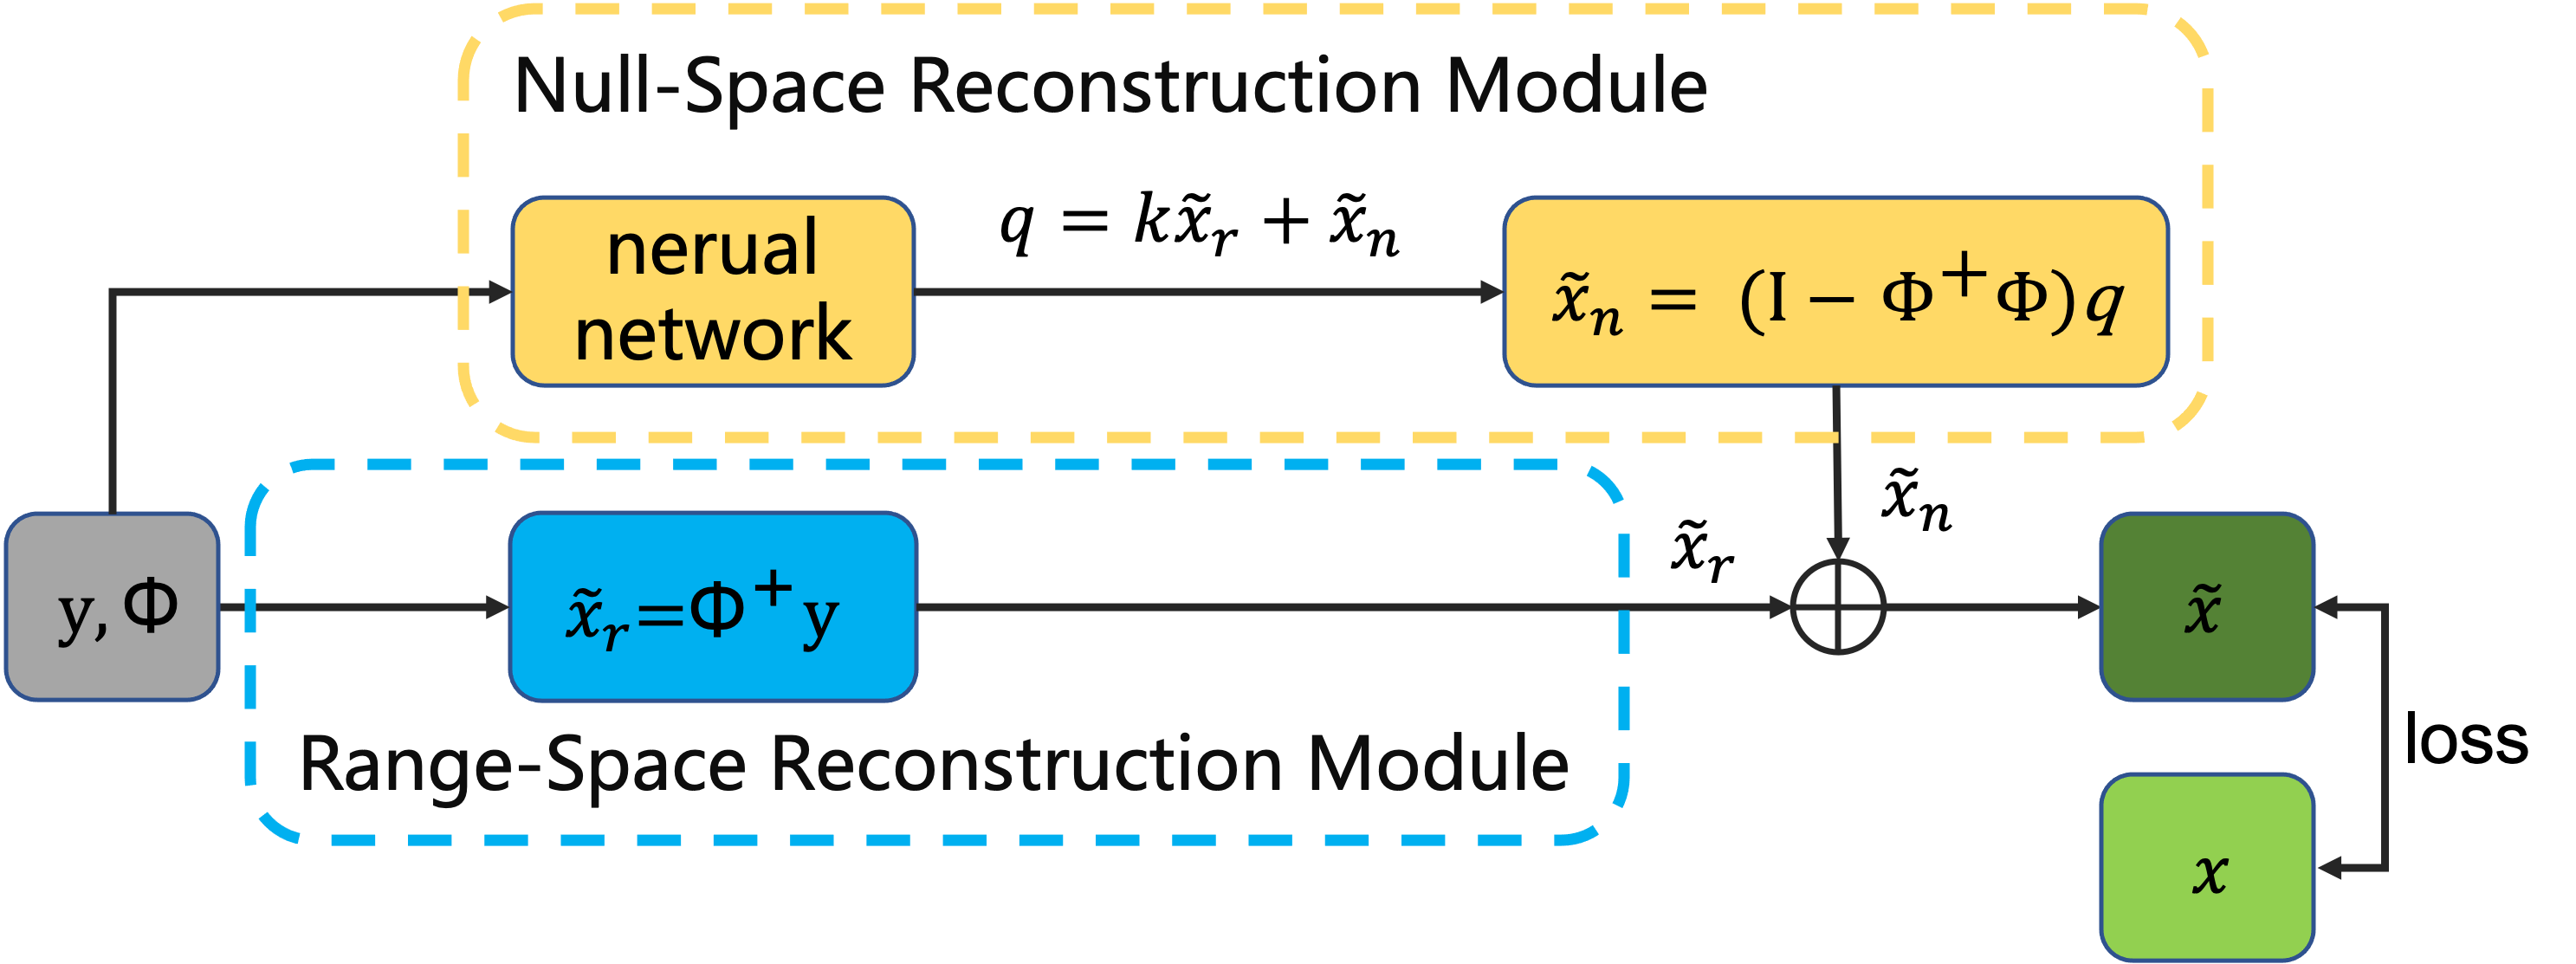 Null-Space Reconstruction Module
nerual
network
q = kx̃ᵣ + x̃ₙ
x̃ₙ = (I − Φ⁺Φ)q
x̃ₙ
x̃ᵣ
y, Φ
x̃ᵣ=Φ⁺y
x̃
Range-Space Reconstruction Module
loss
x